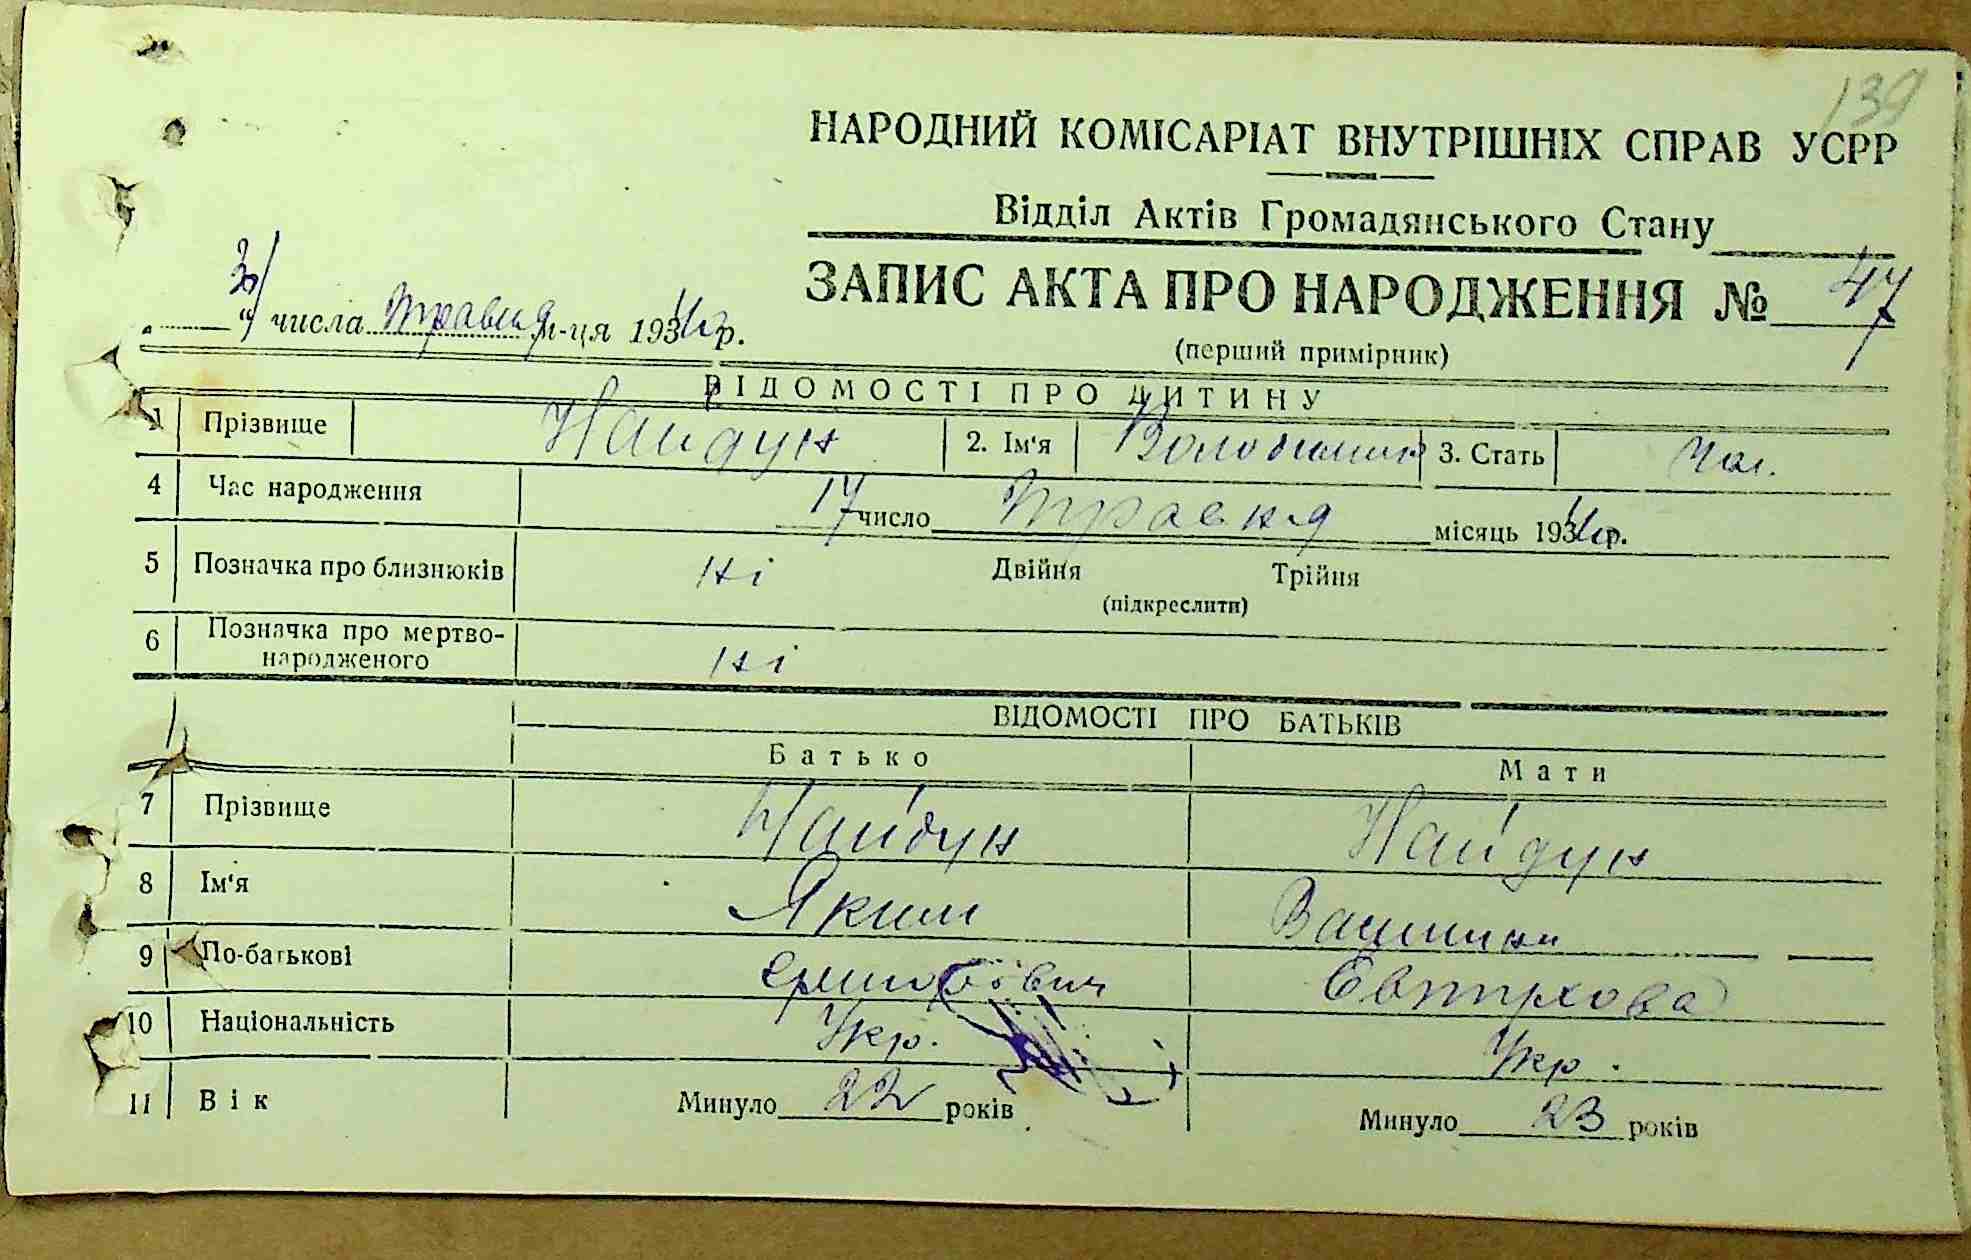 139
НАРОДНИЙ КОМІСАРІАТ ВНУТРІШНІХ СПРАВ УСРР
Відділ Актів Громадянського Стану
ЗАПИС АКТА ПРО НАРОДЖЕННЯ № 47
(перший примірник)
" числа травня м-ця 193 р.
ВІДОМОСТІ ПРО ДИТИНУ
1 Прізвище Найдун 2. Ім'я Володимир 3. Стать чол.
4 Час народження 17 число травня місяць 193 р.
5 Позначка про близнюків ні Двійня Трійня
(підкреслити)
6 Позначка про мертво-
народженого ні
ВІДОМОСТІ ПРО БАТЬКІВ
Батько Мати
7 Прізвище Найдун Найдун
8 Ім'я Яким
9 По-батькові
10 Національність Укр. Укр.
11 Вік Минуло 22 років Минуло 23 років